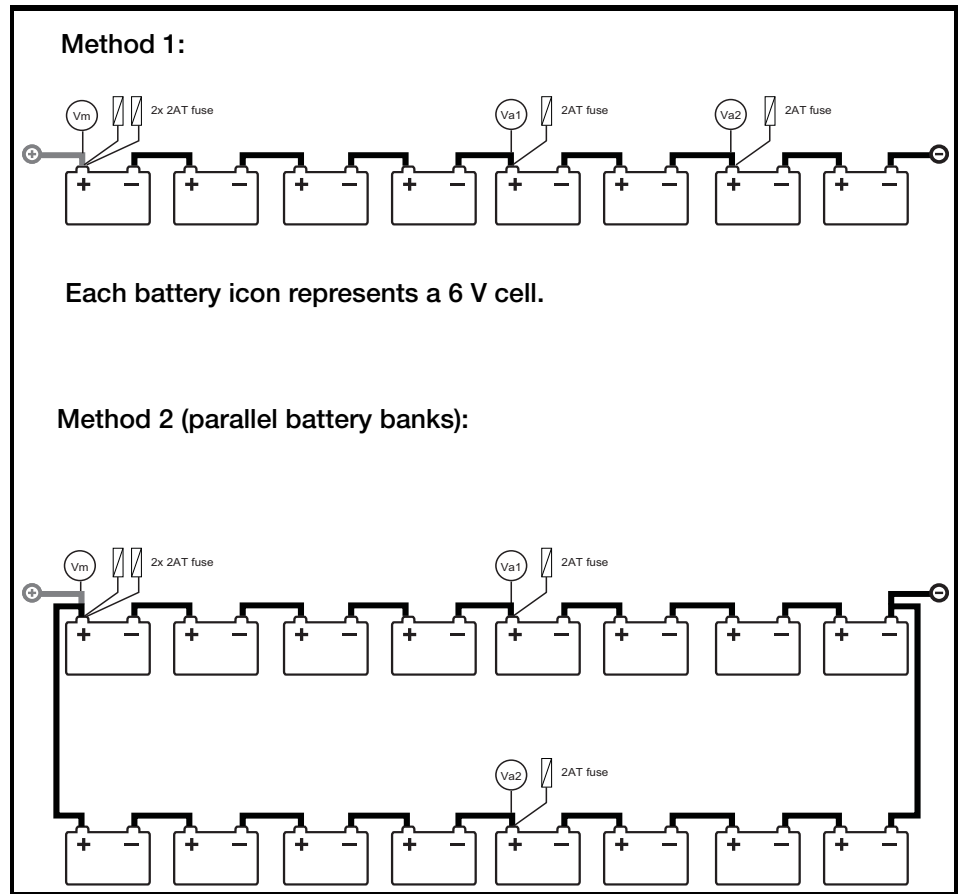 Method 1:
Vm 2x 2AT fuse Va1 2AT fuse Va2 2AT fuse
+ −
+ − + − + − + − + − + − + − + −
Each battery icon represents a 6 V cell.
Method 2 (parallel battery banks):
Vm 2x 2AT fuse Va1 2AT fuse
+ −
+ − + − + − + − + − + − + − + −
Va2 2AT fuse
+ − + − + − + − + − + − + − + −